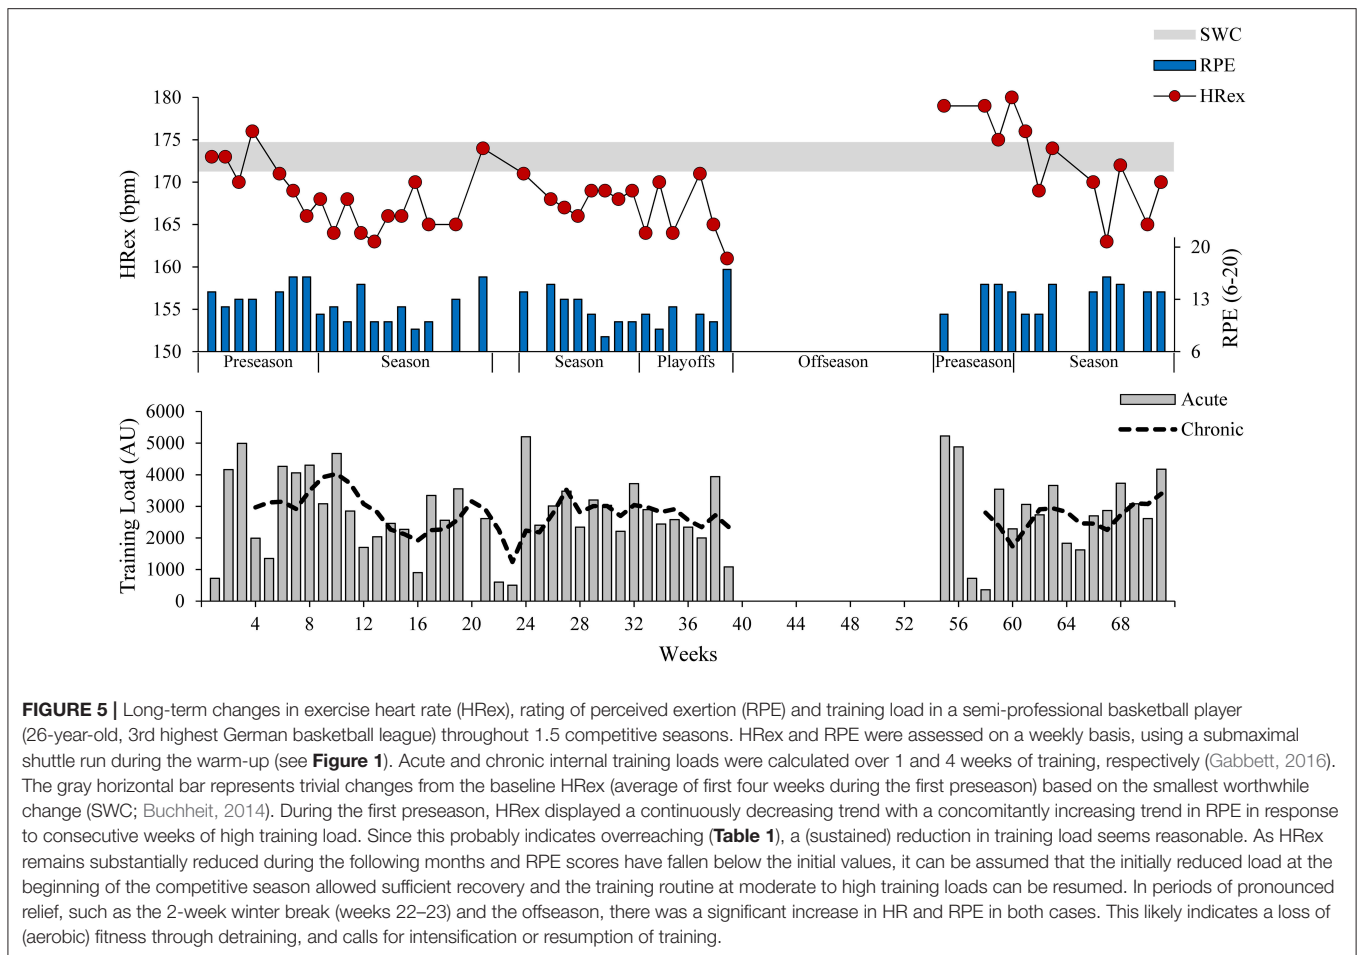 SWC
RPE
HRex
180
175
170
165
160
155
150
HRex (bpm)
20
13
6
RPE (6-20)
Preseason
Season
Season
Playoffs
Offseason
Preaseason
Season
Acute
Chronic
6000
5000
4000
3000
2000
1000
0
Training Load (AU)
4 8 12 16 20 24 28 32 36 40 44 48 52 56 60 64 68
Weeks
FIGURE 5 | Long-term changes in exercise heart rate (HRex), rating of perceived exertion (RPE) and training load in a semi-professional basketball player
(26-year-old, 3rd highest German basketball league) throughout 1.5 competitive seasons. HRex and RPE were assessed on a weekly basis, using a submaximal
shuttle run during the warm-up (see Figure 1). Acute and chronic internal training loads were calculated over 1 and 4 weeks of training, respectively (Gabbett, 2016).
The gray horizontal bar represents trivial changes from the baseline HRex (average of first four weeks during the first preseason) based on the smallest worthwhile
change (SWC; Buchheit, 2014). During the first preseason, HRex displayed a continuously decreasing trend with a concomitantly increasing trend in RPE in response
to consecutive weeks of high training load. Since this probably indicates overreaching (Table 1), a (sustained) reduction in training load seems reasonable. As HRex
remains substantially reduced during the following months and RPE scores have fallen below the initial values, it can be assumed that the initially reduced load at the
beginning of the competitive season allowed sufficient recovery and the training routine at moderate to high training loads can be resumed. In periods of pronounced
relief, such as the 2-week winter break (weeks 22–23) and the offseason, there was a significant increase in HR and RPE in both cases. This likely indicates a loss of
(aerobic) fitness through detraining, and calls for intensification or resumption of training.